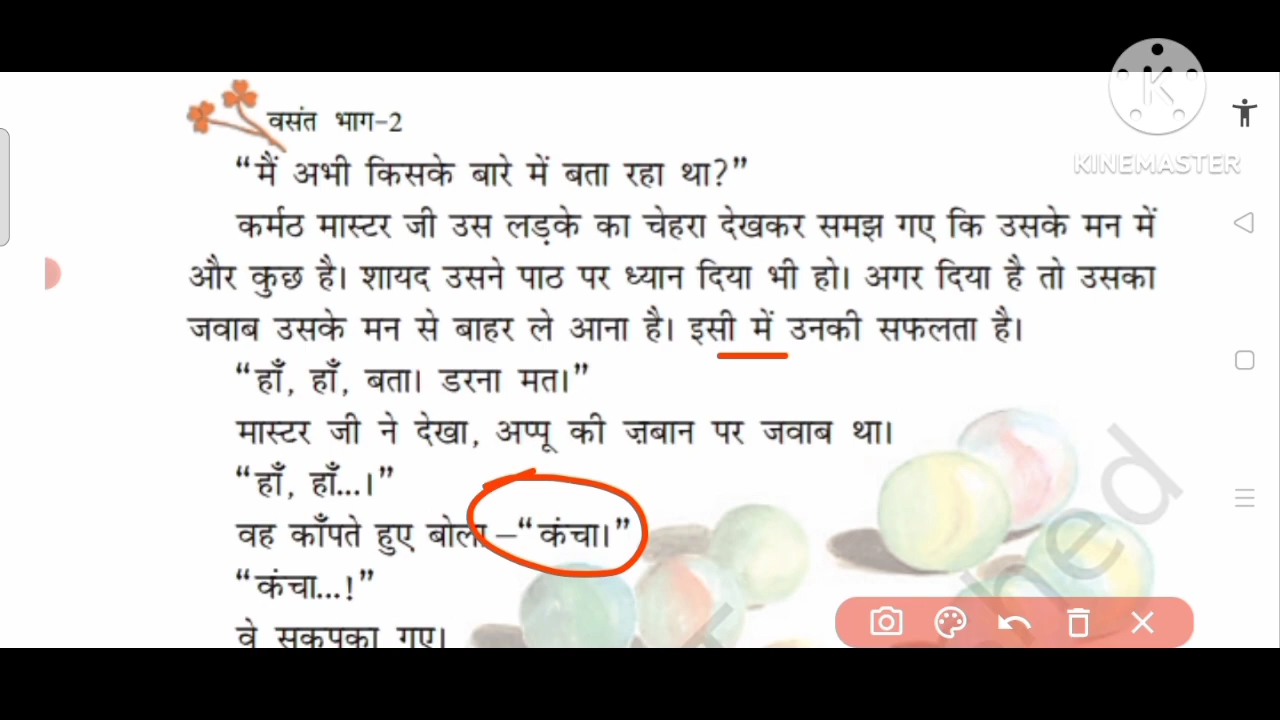 KINEMASTER
वसंत भाग-2
“मैं अभी किसके बारे में बता रहा था?”
कर्मठ मास्टर जी उस लड़के का चेहरा देखकर समझ गए कि उसके मन में
और कुछ है। शायद उसने पाठ पर ध्यान दिया भी हो। अगर दिया है तो उसका
जवाब उसके मन से बाहर ले आना है। इसी में उनकी सफलता है।
“हाँ, हाँ, बता। डरना मत।”
मास्टर जी ने देखा, अप्पू की ज़बान पर जवाब था।
“हाँ, हाँ...।”
वह काँपते हुए बोला –“कंचा।”
“कंचा...!”
वे सकपका गए।